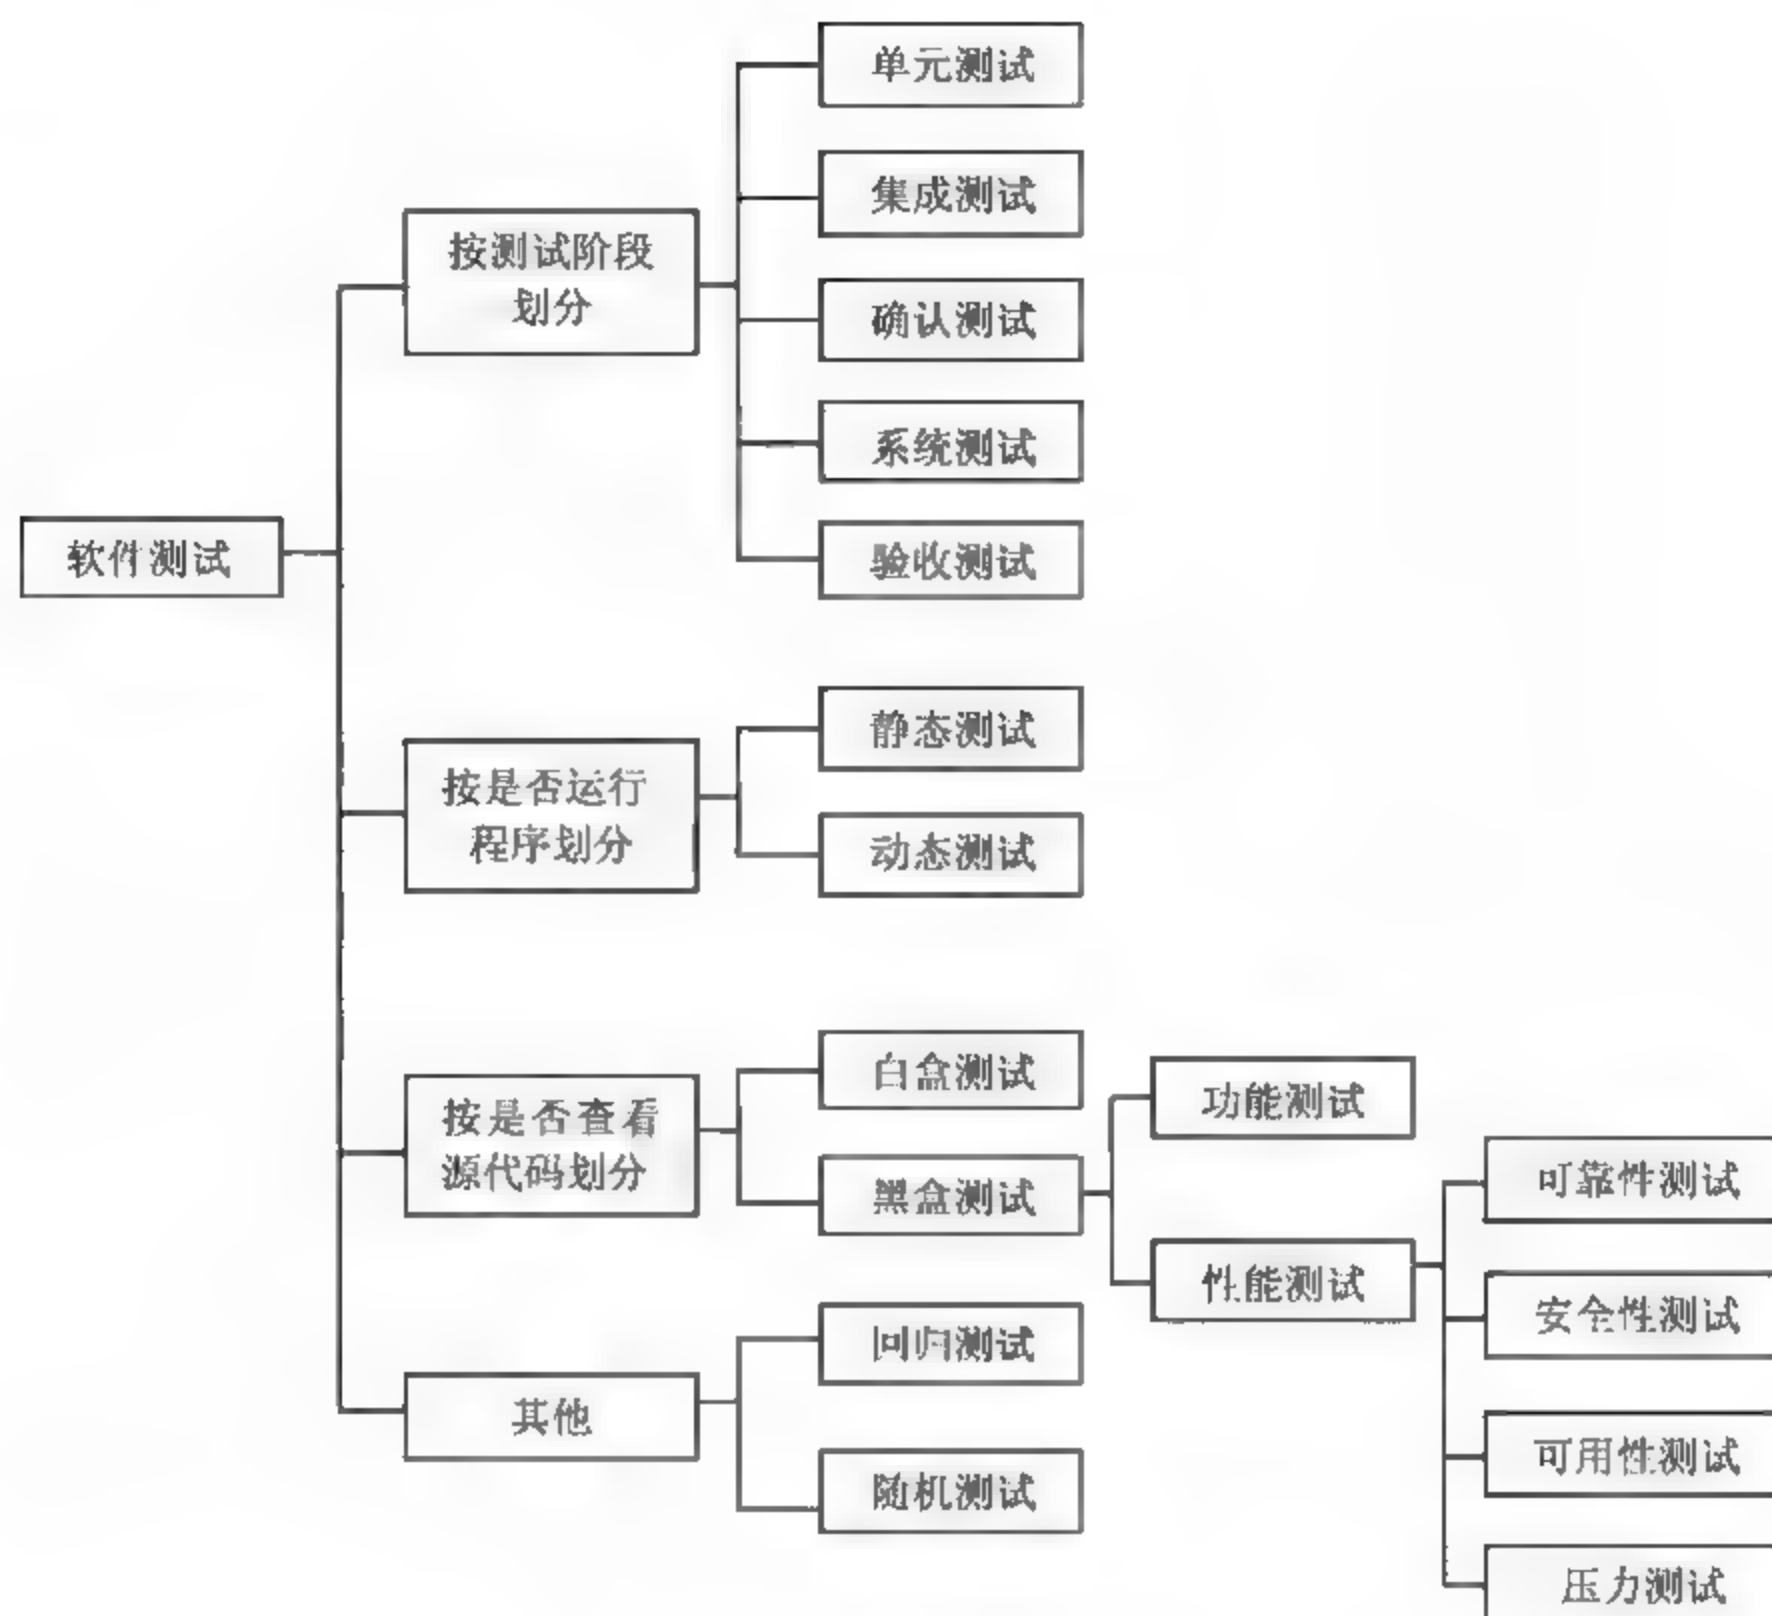 单元测试
集成测试
按测试阶段
划分
确认测试
系统测试
软件测试
验收测试
静态测试
按是否运行
程序划分
动态测试
白盒测试
按是否查看
源代码划分
黑盒测试
功能测试
性能测试
可靠性测试
安全性测试
可用性测试
压力测试
其他
回归测试
随机测试